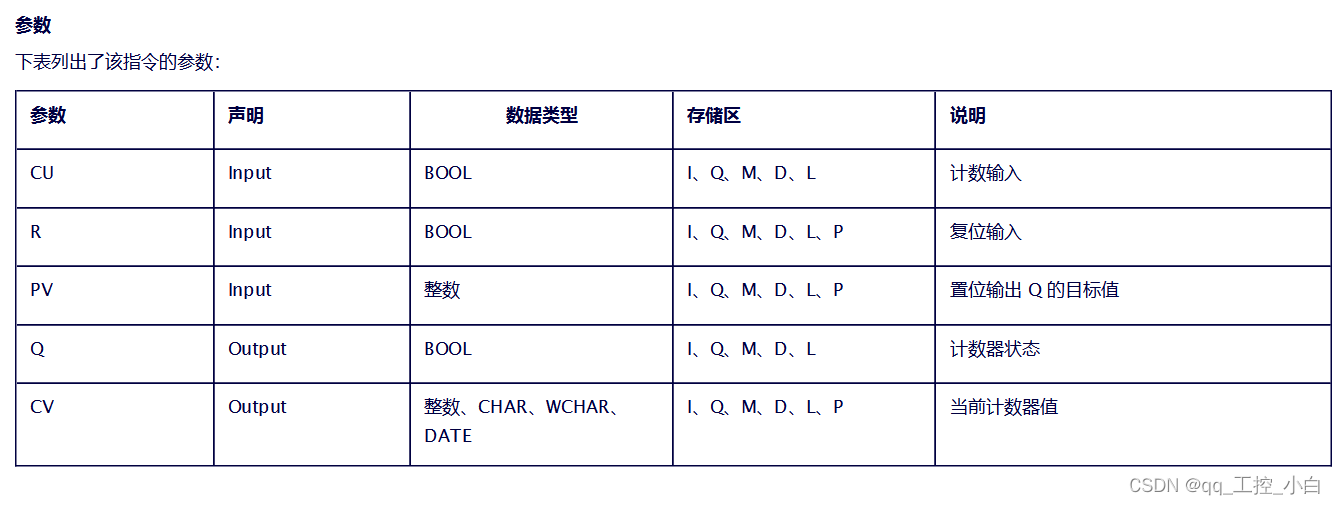 参数
下表列出了该指令的参数:
参数 声明 数据类型 存储区 说明
CU Input BOOL I、Q、M、D、L 计数输入
R Input BOOL I、Q、M、D、L、P 复位输入
PV Input 整数 I、Q、M、D、L、P 置位输出 Q 的目标值
Q Output BOOL I、Q、M、D、L 计数器状态
CV Output 整数、CHAR、WCHAR、 I、Q、M、D、L、P 当前计数器值
DATE
CSDN @qq_工控_小白